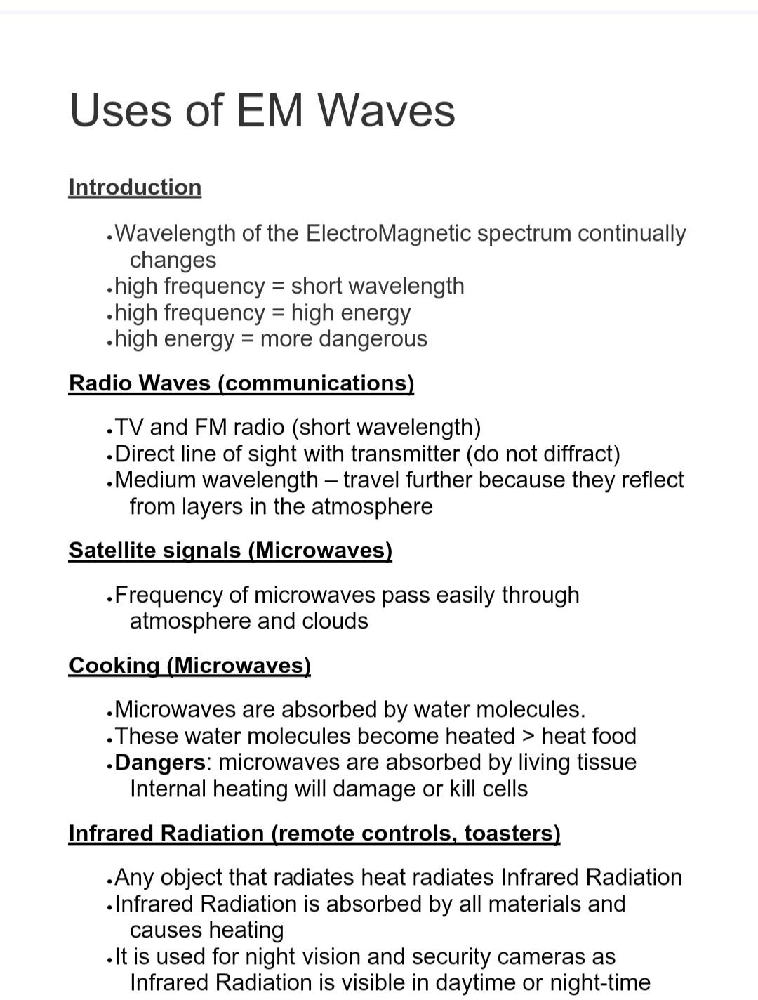 Uses of EM Waves
Introduction
•Wavelength of the ElectroMagnetic spectrum continually
changes
•high frequency = short wavelength
•high frequency = high energy
•high energy = more dangerous
Radio Waves (communications)
•TV and FM radio (short wavelength)
•Direct line of sight with transmitter (do not diffract)
•Medium wavelength – travel further because they reflect
from layers in the atmosphere
Satellite signals (Microwaves)
•Frequency of microwaves pass easily through
atmosphere and clouds
Cooking (Microwaves)
•Microwaves are absorbed by water molecules.
•These water molecules become heated > heat food
•Dangers: microwaves are absorbed by living tissue
Internal heating will damage or kill cells
Infrared Radiation (remote controls, toasters)
•Any object that radiates heat radiates Infrared Radiation
•Infrared Radiation is absorbed by all materials and
causes heating
•It is used for night vision and security cameras as
Infrared Radiation is visible in daytime or night-time